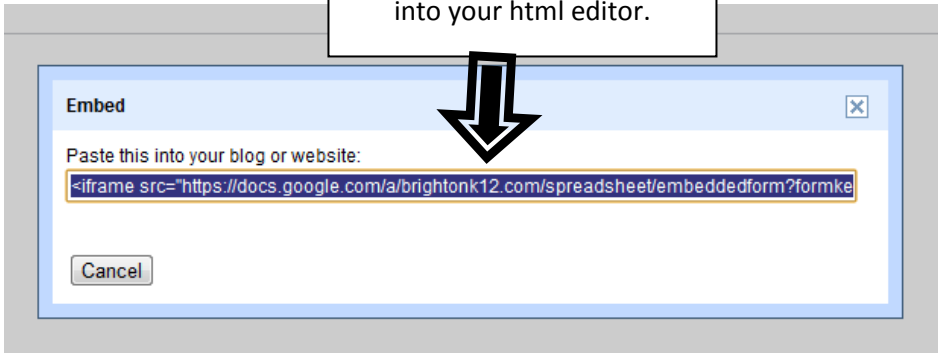 into your html editor.
Embed
Paste this into your blog or website:
<iframe src="https://docs.google.com/a/brightonk12.com/spreadsheet/embeddedform?formke
Cancel